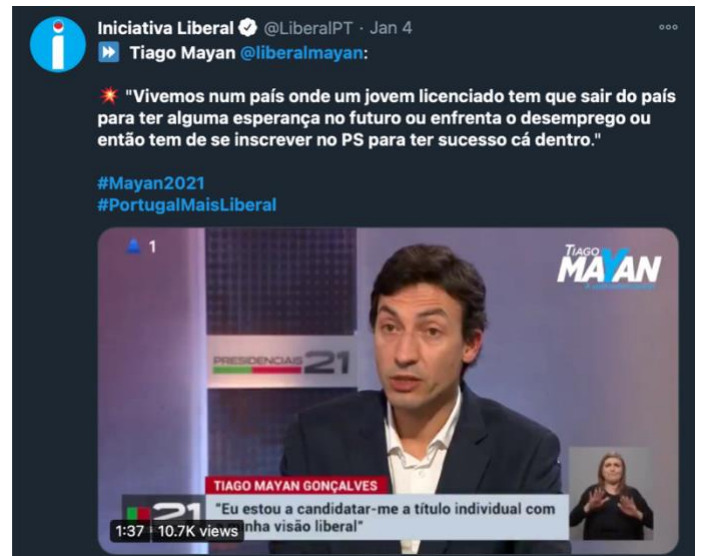 Iniciativa Liberal @LiberalPT · Jan 4
Tiago Mayan @liberalmayan:
"Vivemos num país onde um jovem licenciado tem que sair do país
para ter alguma esperança no futuro ou enfrenta o desemprego ou
então tem de se inscrever no PS para ter sucesso cá dentro."
#Mayan2021
#PortugalMaisLiberal
1
TIAGO
MAYAN
PRESIDENCIAIS 21
TIAGO MAYAN GONÇALVES
21
"Eu estou a candidatar-me a título individual com
nha visão liberal"
1:37 10.7K views